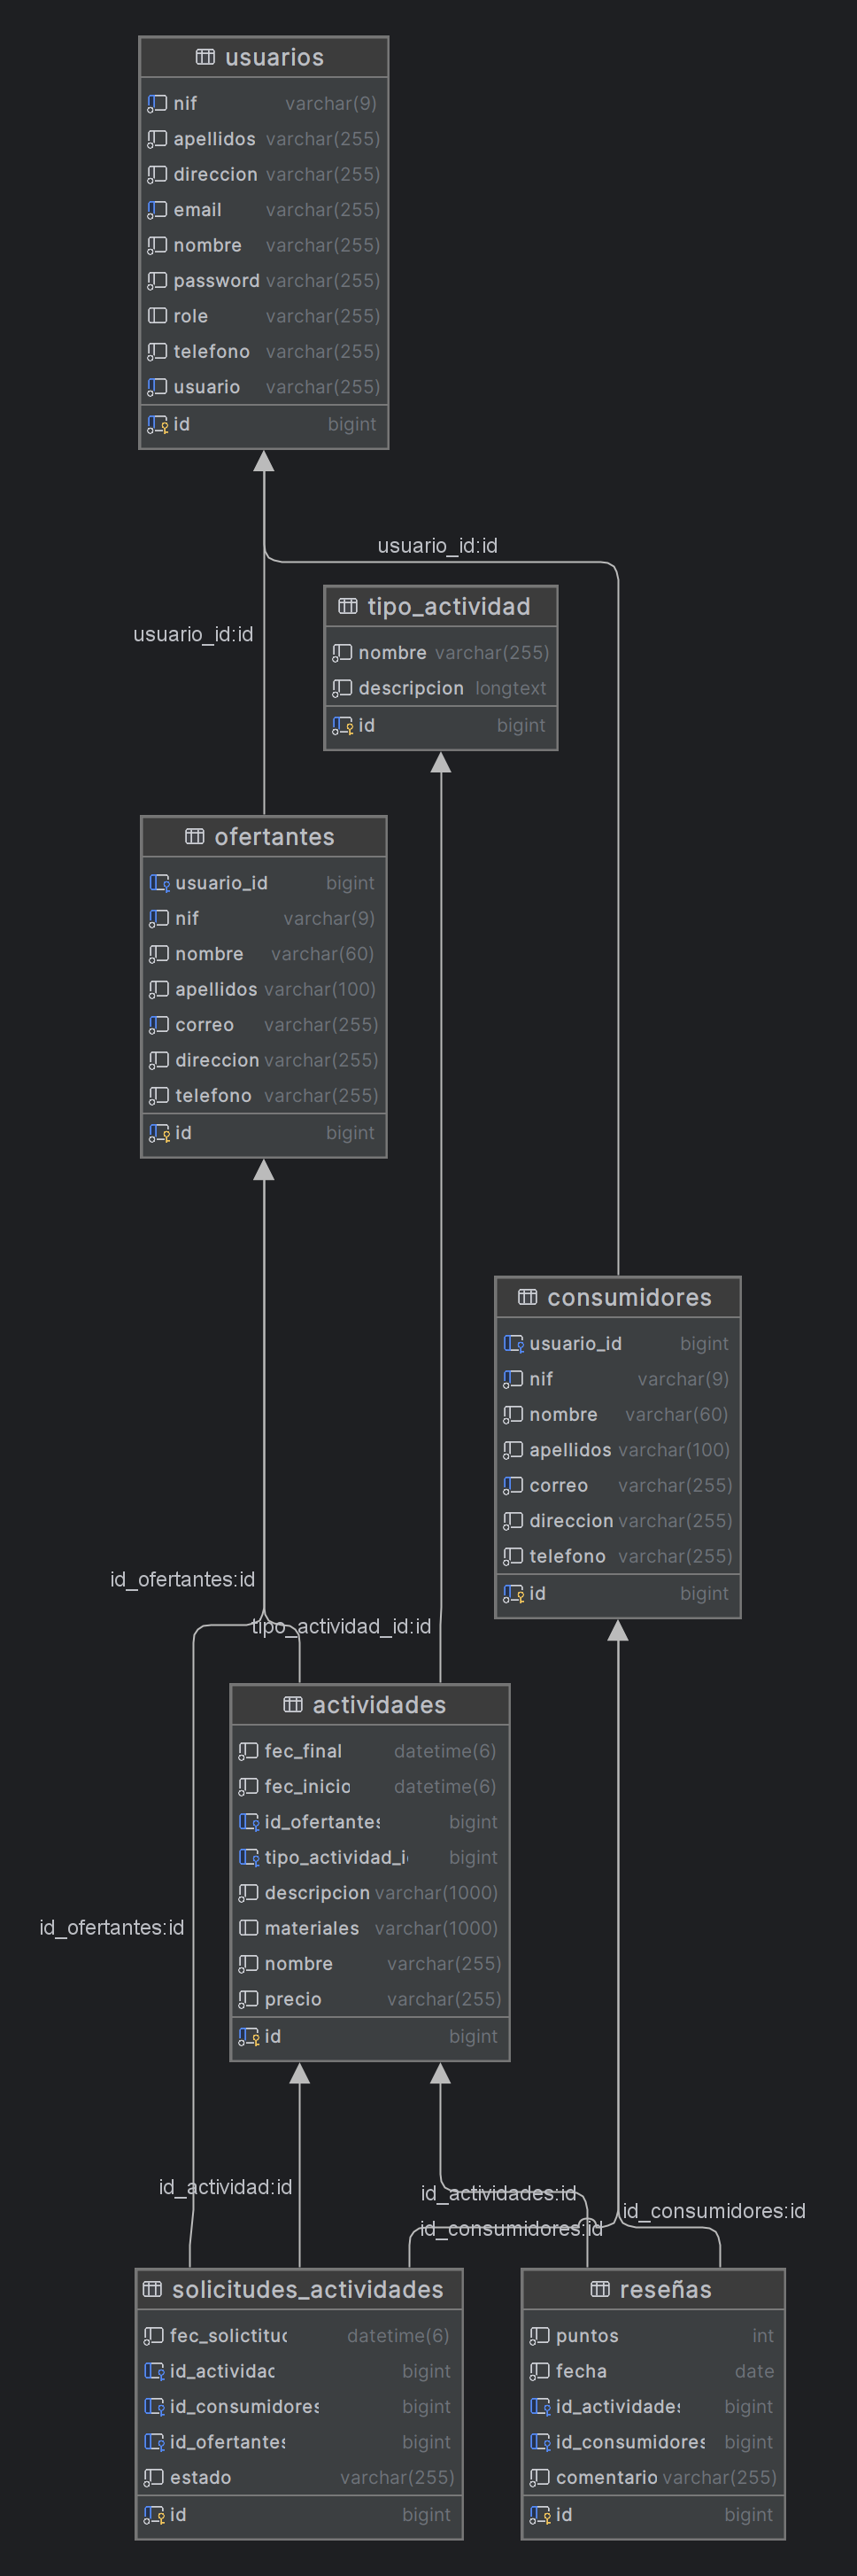 usuarios
nif varchar(9)
apellidos varchar(255)
direccion varchar(255)
email varchar(255)
nombre varchar(255)
password varchar(255)
role varchar(255)
telefono varchar(255)
usuario varchar(255)
id bigint
usuario_id:id
usuario_id:id
tipo_actividad
nombre varchar(255)
descripcion longtext
id bigint
ofertantes
usuario_id bigint
nif varchar(9)
nombre varchar(60)
apellidos varchar(100)
correo varchar(255)
direccion varchar(255)
telefono varchar(255)
id bigint
consumidores
usuario_id bigint
nif varchar(9)
nombre varchar(60)
apellidos varchar(100)
correo varchar(255)
direccion varchar(255)
telefono varchar(255)
id bigint
id_ofertantes:id
tipo_actividad_id:id
actividades
fec_final datetime(6)
fec_inicio datetime(6)
id_ofertantes bigint
tipo_actividad_i bigint
descripcion varchar(1000)
materiales varchar(1000)
nombre varchar(255)
precio varchar(255)
id bigint
id_ofertantes:id
id_actividad:id
id_actividades:id
id_consumidores:id
id_consumidores:id
solicitudes_actividades
fec_solicituc datetime(6)
id_actividac bigint
id_consumidores bigint
id_ofertantes bigint
estado varchar(255)
id bigint
reseñas
puntos int
fecha date
id_actividades bigint
id_consumidores bigint
comentario varchar(255)
id bigint